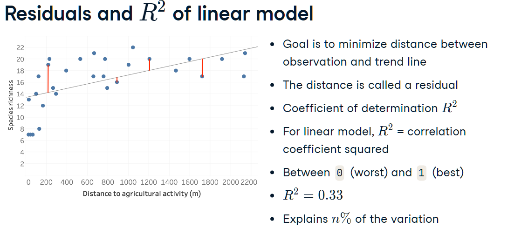 Residuals and R² of linear model
22
20
18
16
14
12
10
8
6
4
2
Species richness
0 200 400 600 800 1000 1200 1400 1600 1800 2000 2200
Distance to agricultural activity (m)
• Goal is to minimize distance between
observation and trend line
• The distance is called a residual
• Coefficient of determination R²
• For linear model, R² = correlation
coefficient squared
• Between 0 (worst) and 1 (best)
• R² = 0.33
• Explains n% of the variation